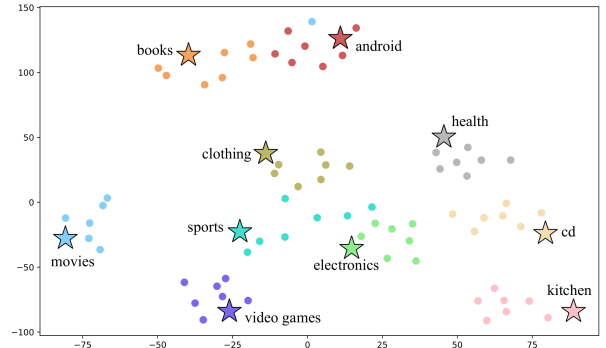 150
100
50
0
−50
−100
−75
−50
−25
0
25
50
75
books
android
health
clothing
sports
cd
movies
electronics
kitchen
video games